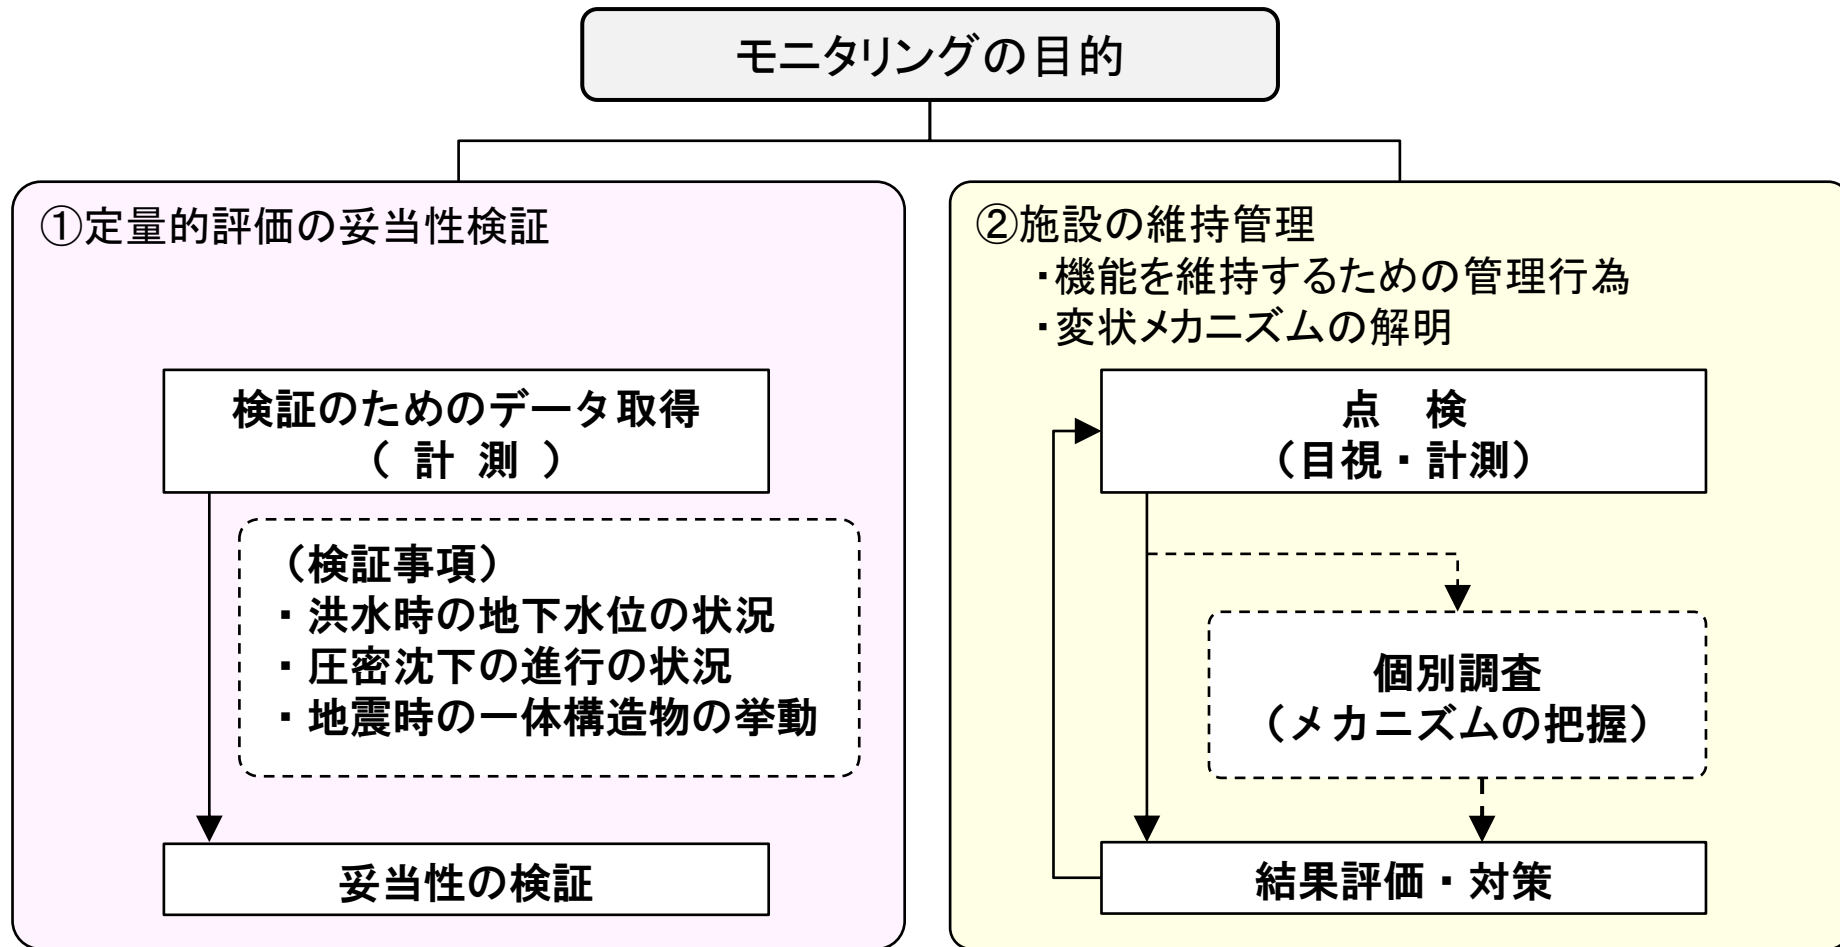 モニタリングの目的
①定量的評価の妥当性検証
検証のためのデータ取得
（ 計 測 ）
（検証事項）
・洪水時の地下水位の状況
・圧密沈下の進行の状況
・地震時の一体構造物の挙動
妥当性の検証
②施設の維持管理
・機能を維持するための管理行為
・変状メカニズムの解明
点　検
（目視・計測）
個別調査
（メカニズムの把握）
結果評価・対策